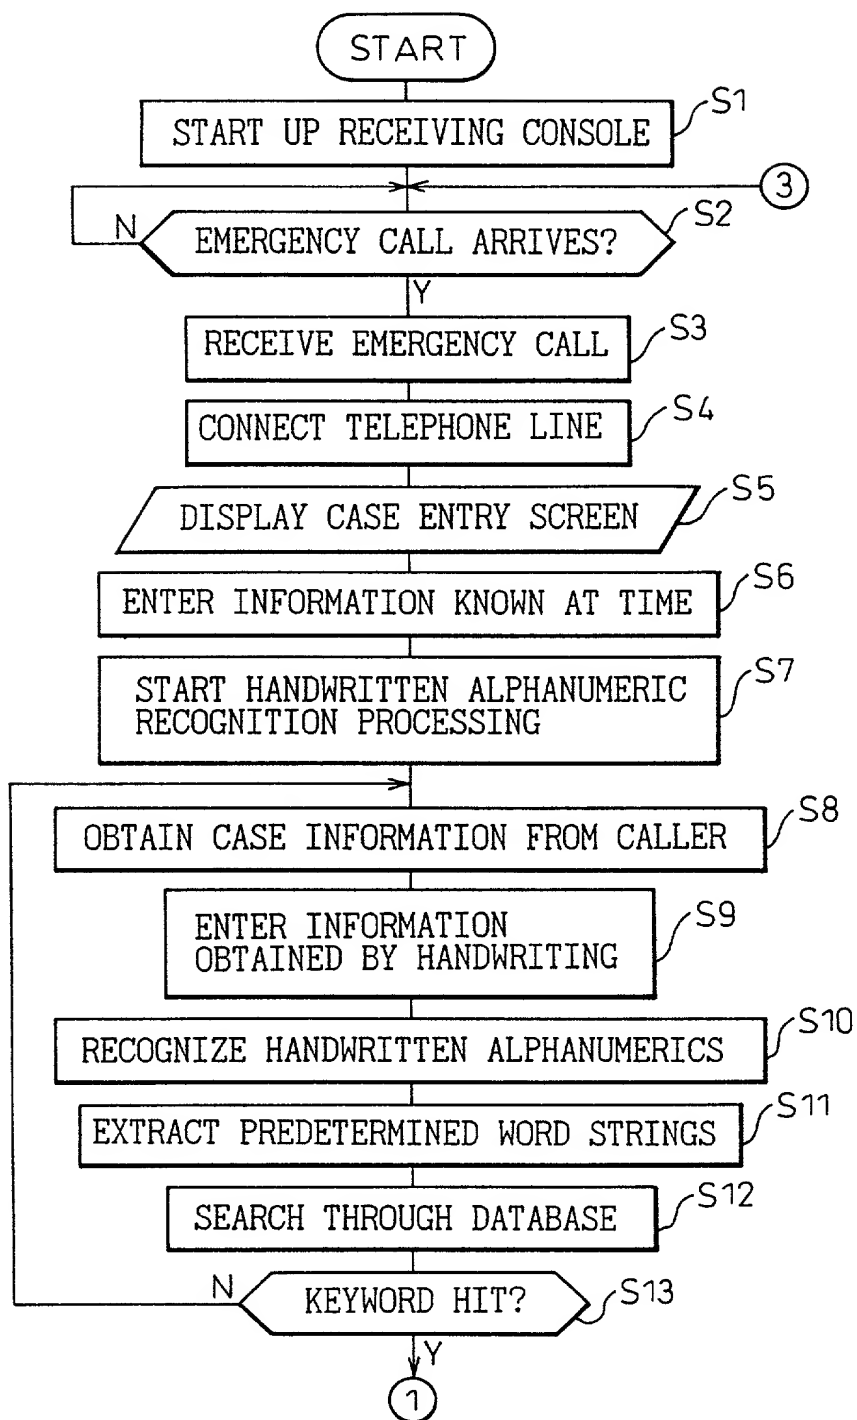 START
START UP RECEIVING CONSOLE
S1
3
N
EMERGENCY CALL ARRIVES?
S2
Y
RECEIVE EMERGENCY CALL
S3
CONNECT TELEPHONE LINE
S4
DISPLAY CASE ENTRY SCREEN
S5
ENTER INFORMATION KNOWN AT TIME
S6
START HANDWRITTEN ALPHANUMERIC
RECOGNITION PROCESSING
S7
OBTAIN CASE INFORMATION FROM CALLER
S8
ENTER INFORMATION
OBTAINED BY HANDWRITING
S9
RECOGNIZE HANDWRITTEN ALPHANUMERICS
S10
EXTRACT PREDETERMINED WORD STRINGS
S11
SEARCH THROUGH DATABASE
S12
N
KEYWORD HIT?
S13
Y
1